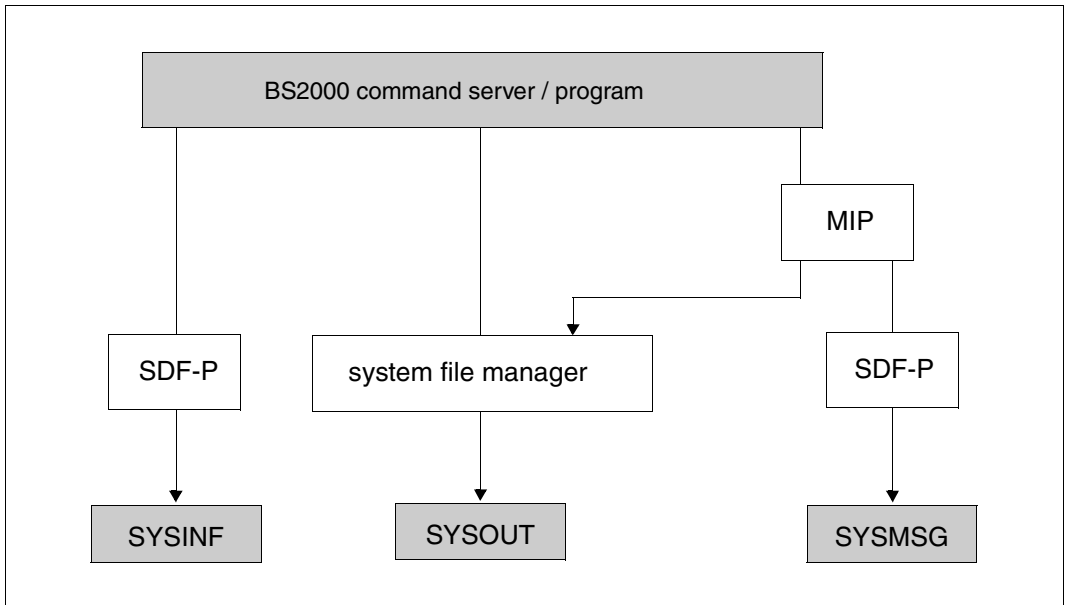 BS2000 command server / program
MIP
SDF-P
system file manager
SDF-P
SYSINF
SYSOUT
SYSMSG